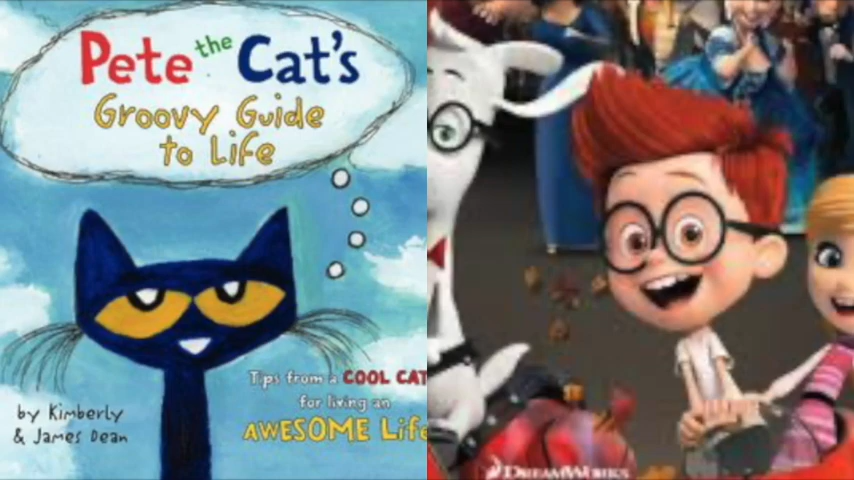 Pete the Cat's
Groovy Guide
to Life
Tips from a COOL CAT
for living an
AWESOME Life
by Kimberly
& James Dean
DREAMWORKS